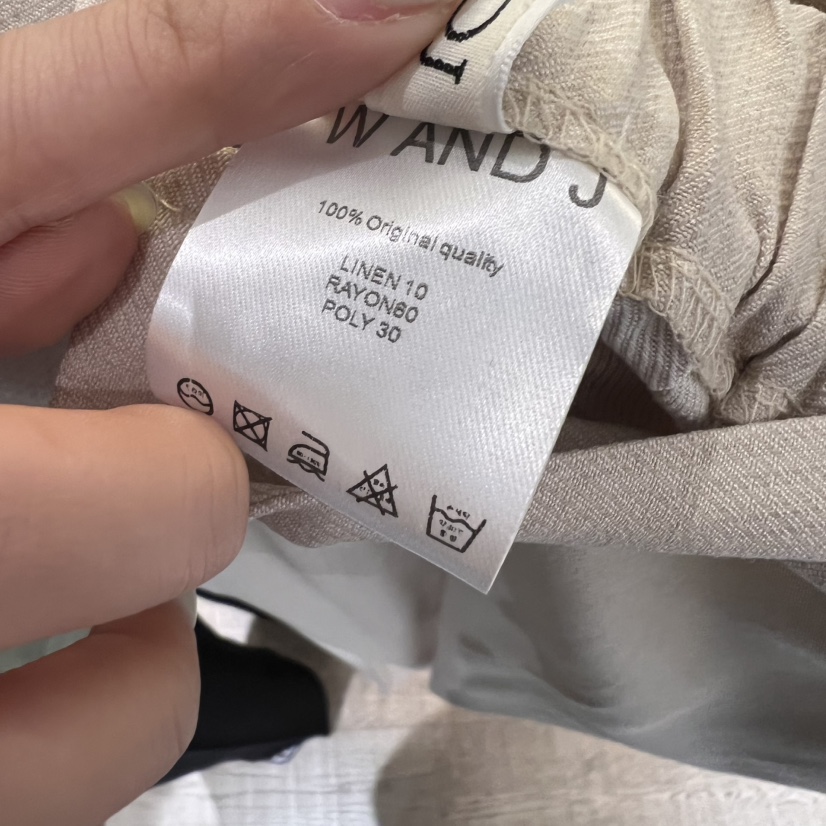 W AND J
100% Original quality
LINEN 10
RAYON60
POLY 30